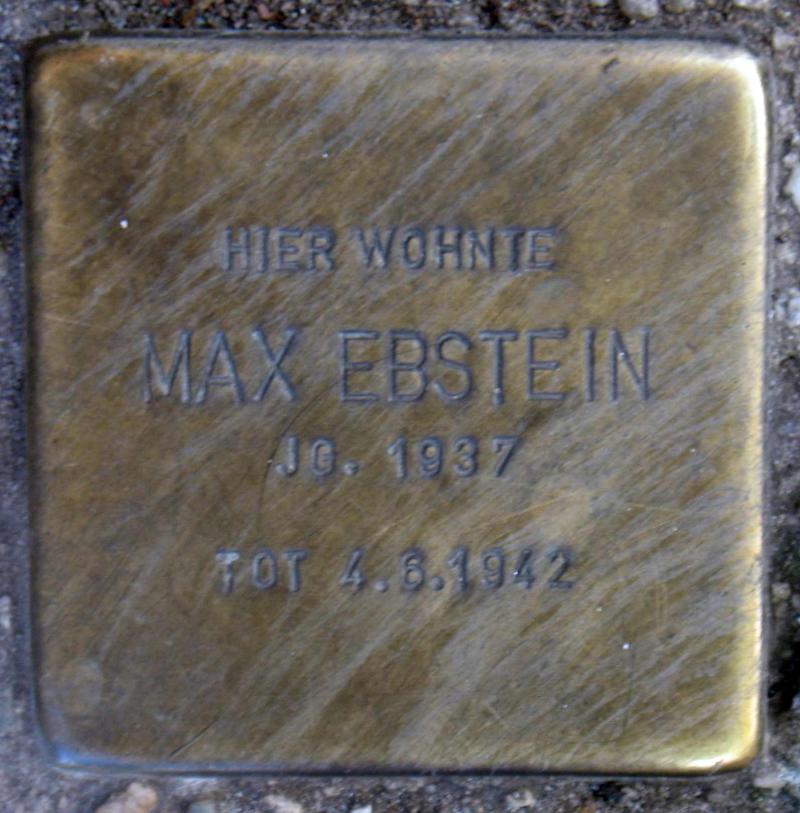 HIER WOHNTE
MAX EBSTEIN
JG. 1937
TOT 4.6.1942